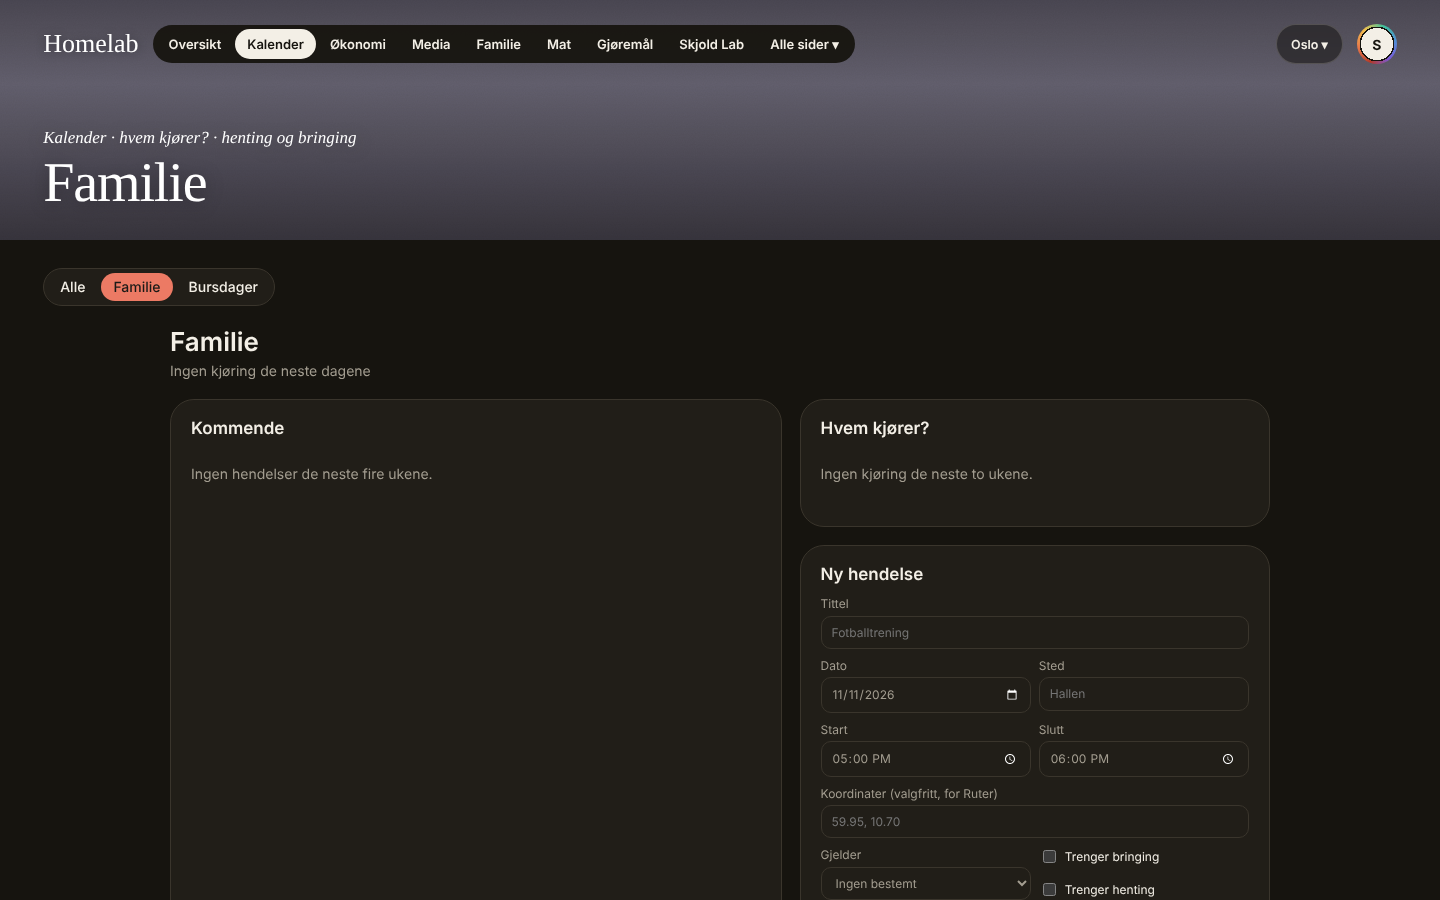 Homelab
Oversikt Kalender Økonomi Media Familie Mat Gjøremål Skjold Lab Alle sider ▾
Oslo ▾
S
Kalender · hvem kjører? · henting og bringing
Familie
Alle Familie Bursdager
Familie
Ingen kjøring de neste dagene
Kommende
Ingen hendelser de neste fire ukene.
Hvem kjører?
Ingen kjøring de neste to ukene.
Ny hendelse
Tittel
Fotballtrening
Dato Sted
11/11/2026 Hallen
Start Slutt
05:00 PM 06:00 PM
Koordinater (valgfritt, for Ruter)
59.95, 10.70
Gjelder
Trenger bringing
Ingen bestemt
Trenger henting